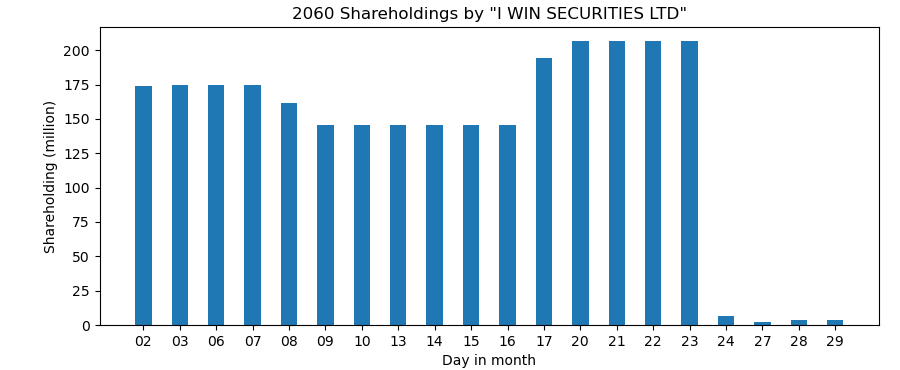 2060 Shareholdings by "I WIN SECURITIES LTD"
Shareholding (million)
200
175
150
125
100
75
50
25
0
02 03 06 07 08 09 10 13 14 15 16 17 20 21 22 23 24 27 28 29
Day in month